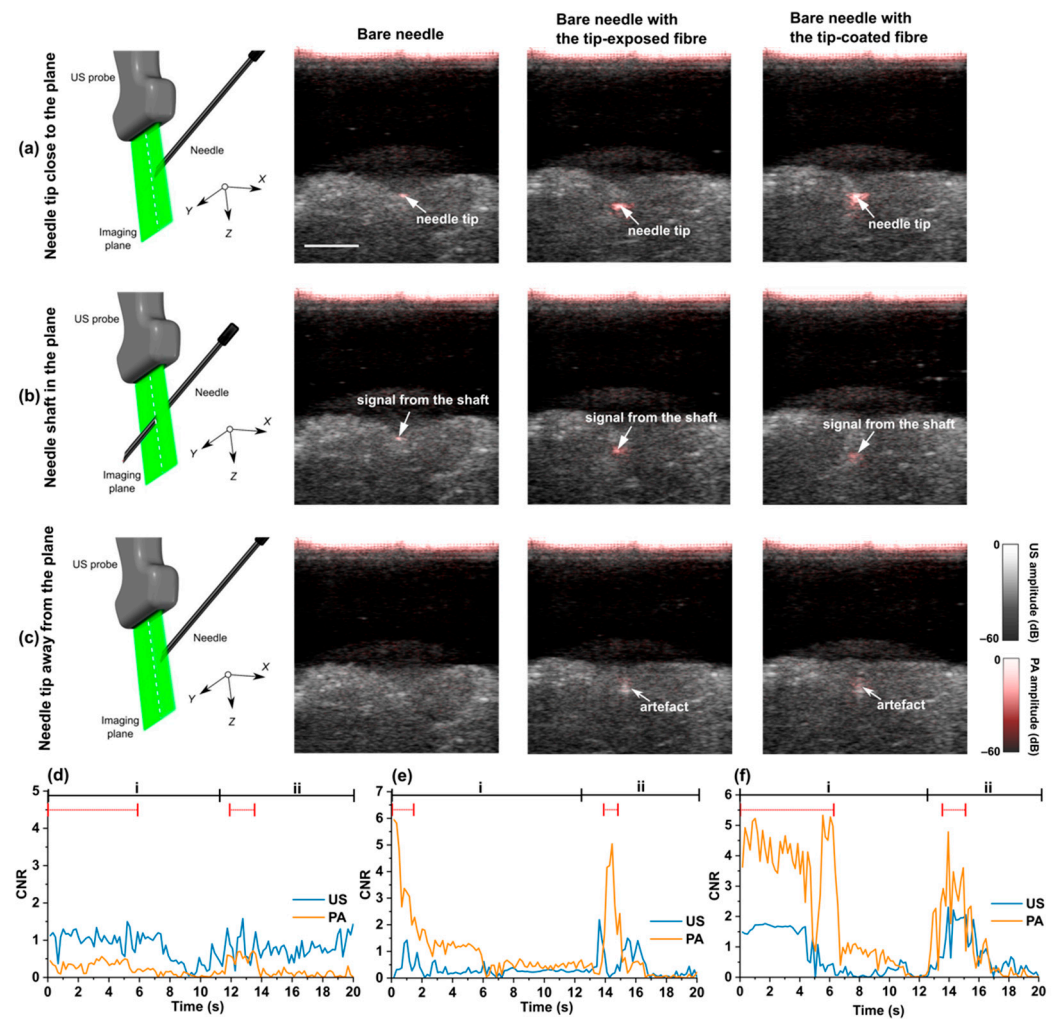 Bare needle
Bare needle with
the tip-exposed fibre
Bare needle with
the tip-coated fibre
(a)
Needle tip close to the plane
US probe
Needle
X
Y
Z
Imaging
plane
needle tip
needle tip
needle tip
(b)
Needle shaft in the plane
US probe
Needle
X
Y
Z
Imaging
plane
signal from the shaft
signal from the shaft
signal from the shaft
(c)
Needle tip away from the plane
US probe
Needle
X
Y
Z
Imaging
plane
artefact
artefact
0
US amplitude (dB)
–60
0
PA amplitude (dB)
–60
(d)
i
ii
CNR
5
4
3
2
1
0
US
PA
0 2 4 6 8 10 12 14 16 18 20
Time (s)
(e)
i
ii
CNR
7
6
5
4
3
2
1
0
US
PA
0 2 4 6 8 10 12 14 16 18 20
Time (s)
(f)
i
ii
CNR
6
5
4
3
2
1
0
US
PA
0 2 4 6 8 10 12 14 16 18 20
Time (s)